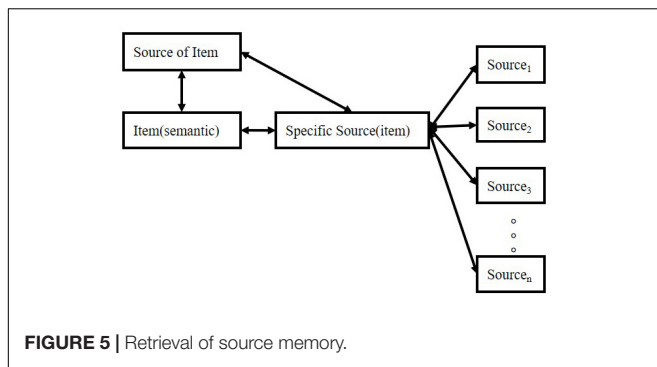 Source of Item
Item(semantic)
Specific Source(item)
Source₁
Source₂
Source₃
Sourceₙ
FIGURE 5 | Retrieval of source memory.